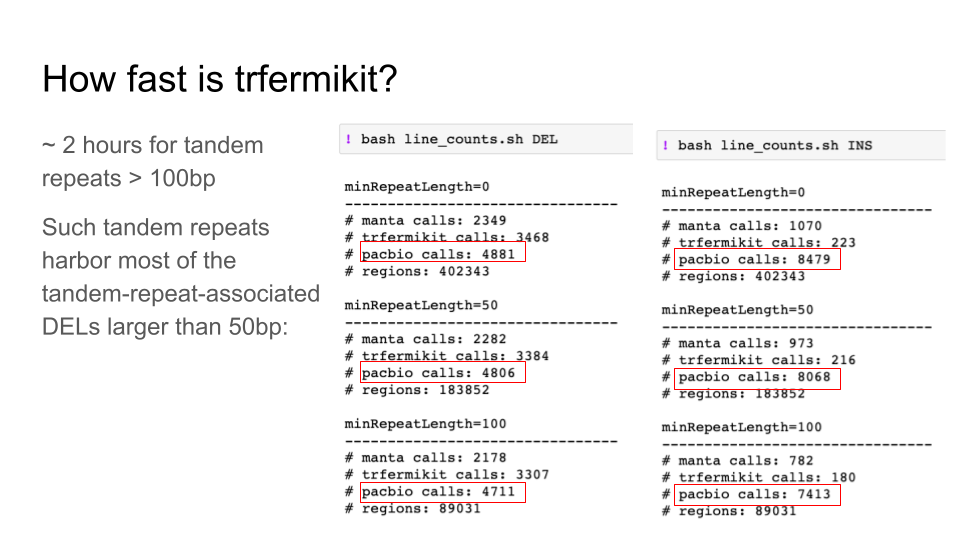 How fast is trfermikit?
~ 2 hours for tandem
repeats > 100bp
Such tandem repeats
harbor most of the
tandem-repeat-associated
DELs larger than 50bp:
! bash line_counts.sh DEL
minRepeatLength=0
--------------------------------
# manta calls: 2349
# trfermikit calls: 3468
# pacbio calls: 4881
# regions: 402343
minRepeatLength=50
--------------------------------
# manta calls: 2282
# trfermikit calls: 3384
# pacbio calls: 4806
# regions: 183852
minRepeatLength=100
--------------------------------
# manta calls: 2178
# trfermikit calls: 3307
# pacbio calls: 4711
# regions: 89031
! bash line_counts.sh INS
minRepeatLength=0
--------------------------------
# manta calls: 1070
# trfermikit calls: 223
# pacbio calls: 8479
# regions: 402343
minRepeatLength=50
--------------------------------
# manta calls: 973
# trfermikit calls: 216
# pacbio calls: 8068
# regions: 183852
minRepeatLength=100
--------------------------------
# manta calls: 782
# trfermikit calls: 180
# pacbio calls: 7413
# regions: 89031